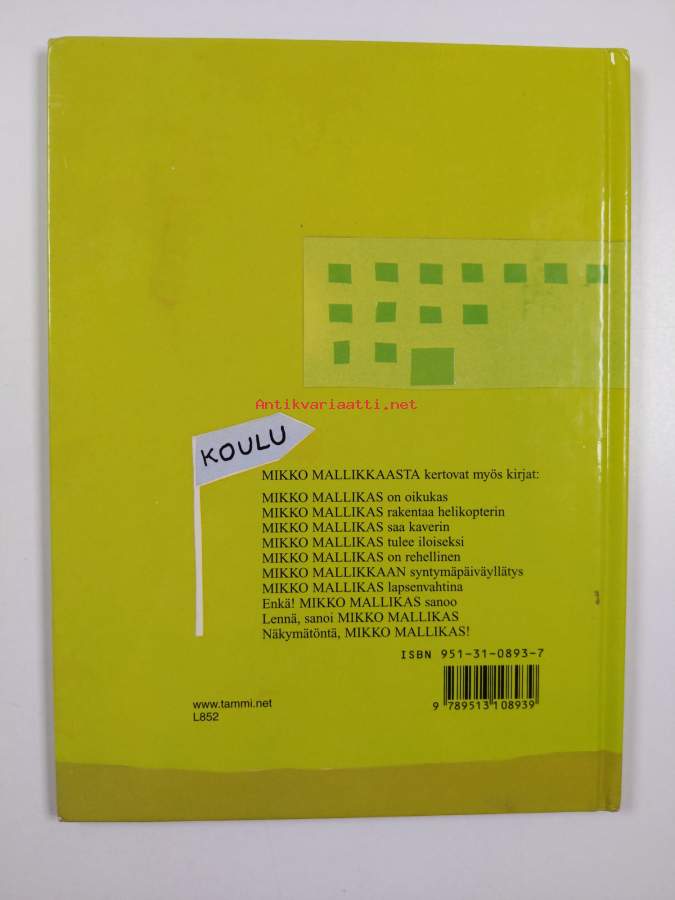 Antikvariaatti.net
KOULU
MIKKO MALLIKKAASTA kertovat myös kirjat:
MIKKO MALLIKAS on oikukas
MIKKO MALLIKAS rakentaa helikopterin
MIKKO MALLIKAS saa kaverin
MIKKO MALLIKAS tulee iloiseksi
MIKKO MALLIKAS on rehellinen
MIKKO MALLIKKAAN syntymäpäiväyllätys
MIKKO MALLIKAS lapsenvahtina
Enkä! MIKKO MALLIKAS sanoo
Lennä, sanoi MIKKO MALLIKAS
Näkymätöntä, MIKKO MALLIKAS!
ISBN 951-31-0893-7
9 789513 108939
www.tammi.net
L852